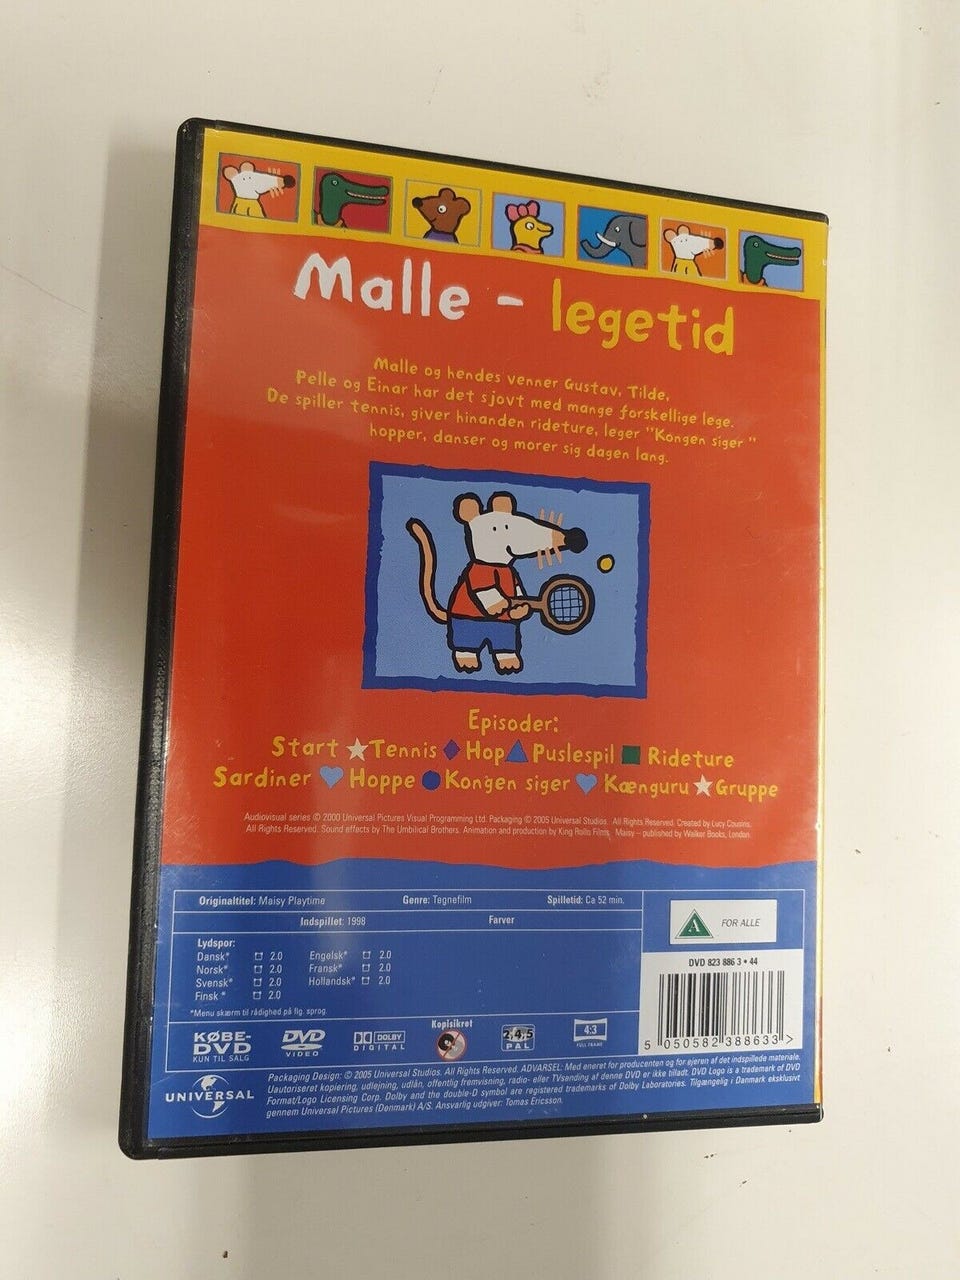 Malle - legetid
Malle og hendes venner Gustav, Tilde,
Pelle og Einar har det sjovt med mange forskellige lege.
De spiller tennis, giver hinanden rideture, leger "Kongen siger"
hopper, danser og morer sig dagen lang.
Episoder:
Start Tennis Hop Puslespil Rideture
Sardiner Hoppe Kongen siger Kænguru Gruppe
Audiovisual series © 2000 Universal Pictures Visual Programming Ltd. Packaging © 2005 Universal Studios. All Rights Reserved. Created by Lucy Cousins.
All Rights Reserved. Sound effects by The Umbilical Brothers. Animation and production by King Rollo Films. Maisy – published by Walker Books, London.
Originaltitel: Maisy Playtime Genre: Tegnefilm Spilletid: Ca 52 min.
Indspillet: 1998 Farver
Lydspor:
Dansk* 2.0 Engelsk* 2.0
Norsk* 2.0 Fransk* 2.0
Svensk* 2.0 Hollandsk* 2.0
Finsk * 2.0
*Menu skærm til rådighed på flg. sprog.
A FOR ALLE
DVD 823 886 3 • 44
5 050582 388633 >
KØBE-
DVD
KUN TIL SALG
DVD
VIDEO
DOLBY
DIGITAL
Kopisikret
2,4,5
PAL
4:3
FULL FRAME
UNIVERSAL
Packaging Design: © 2005 Universal Studios. All Rights Reserved. ADVARSEL: Med eneret for producenten og for ejeren af det indspillede materiale.
Uautoriseret kopiering, udlejning, udlån, offentlig fremvisning, radio- eller TVsending af denne DVD er ikke tilladt. DVD Logo is a trademark of DVD
Format/Logo Licensing Corp. Dolby and the double-D symbol are registered trademarks of Dolby Laboratories. Tilgængelig i Danmark eksklusivt
gennem Universal Pictures (Denmark) A/S. Ansvarlig udgiver: Tomas Ericsson.